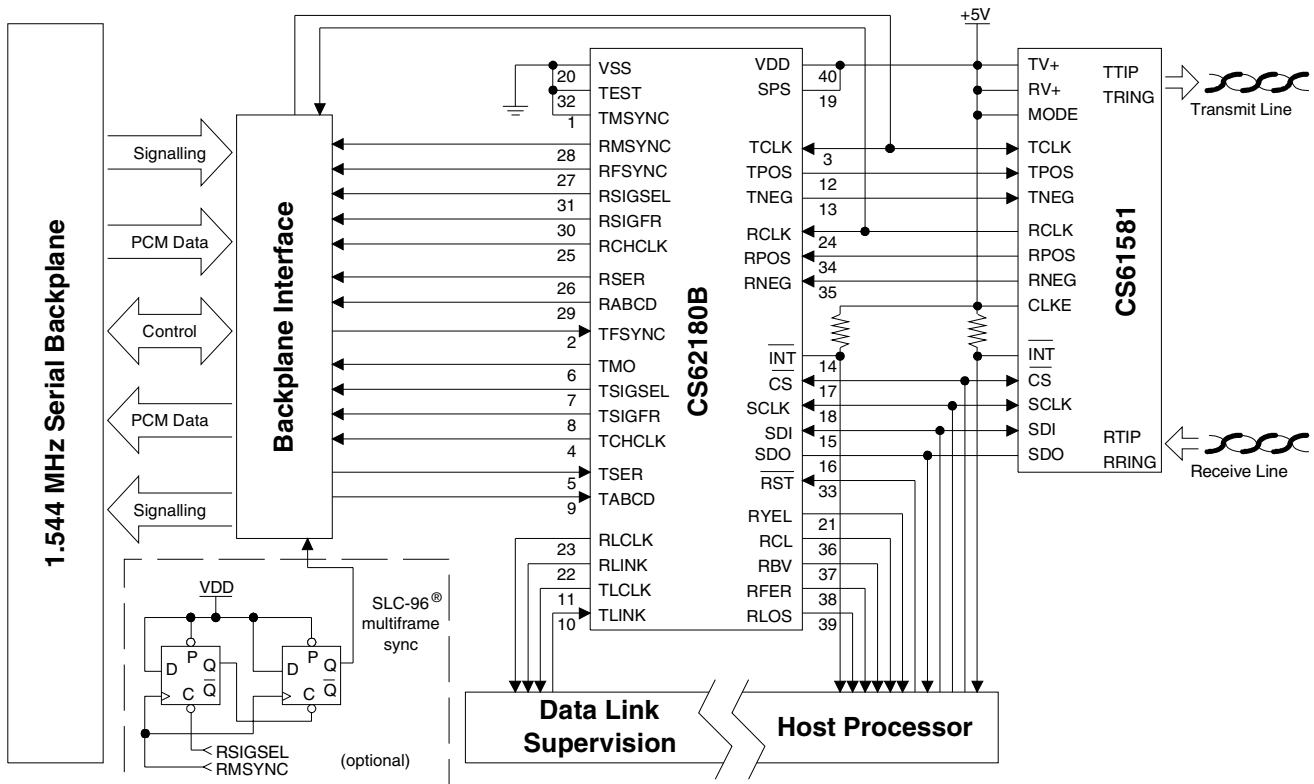 1.544 MHz Serial Backplane
Signalling
PCM Data
Control
PCM Data
Signalling
Backplane Interface
VSS
20
TEST
32
TMSYNC
1
RMSYNC
28
RFSYNC
27
RSIGSEL
31
RSIGFR
30
RCHCLK
25
RSER
26
RABCD
29
TFSYNC
2
TMO
6
TSIGSEL
7
TSIGFR
8
TCHCLK
4
TSER
5
TABCD
9
RLCLK
23
RLINK
22
TLCLK
11
TLINK
10
CS62180B
VDD
40
SPS
19
TCLK
3
TPOS
12
TNEG
13
RCLK
24
RPOS
34
RNEG
35
INT
14
CS
17
SCLK
18
SDI
15
SDO
16
RST
33
RYEL
21
RCL
36
RBV
37
RFER
38
RLOS
39
+5V
TV+
RV+
MODE
TCLK
TPOS
TNEG
RCLK
RPOS
RNEG
CLKE
INT
CS
SCLK
SDI
SDO
CS61581
TTIP
TRING
RTIP
RRING
Transmit Line
Receive Line
VDD
SLC-96®
multiframe
sync
D P Q
C Q
D P Q
C Q
RSIGSEL
RMSYNC
(optional)
Data Link
Supervision
Host Processor